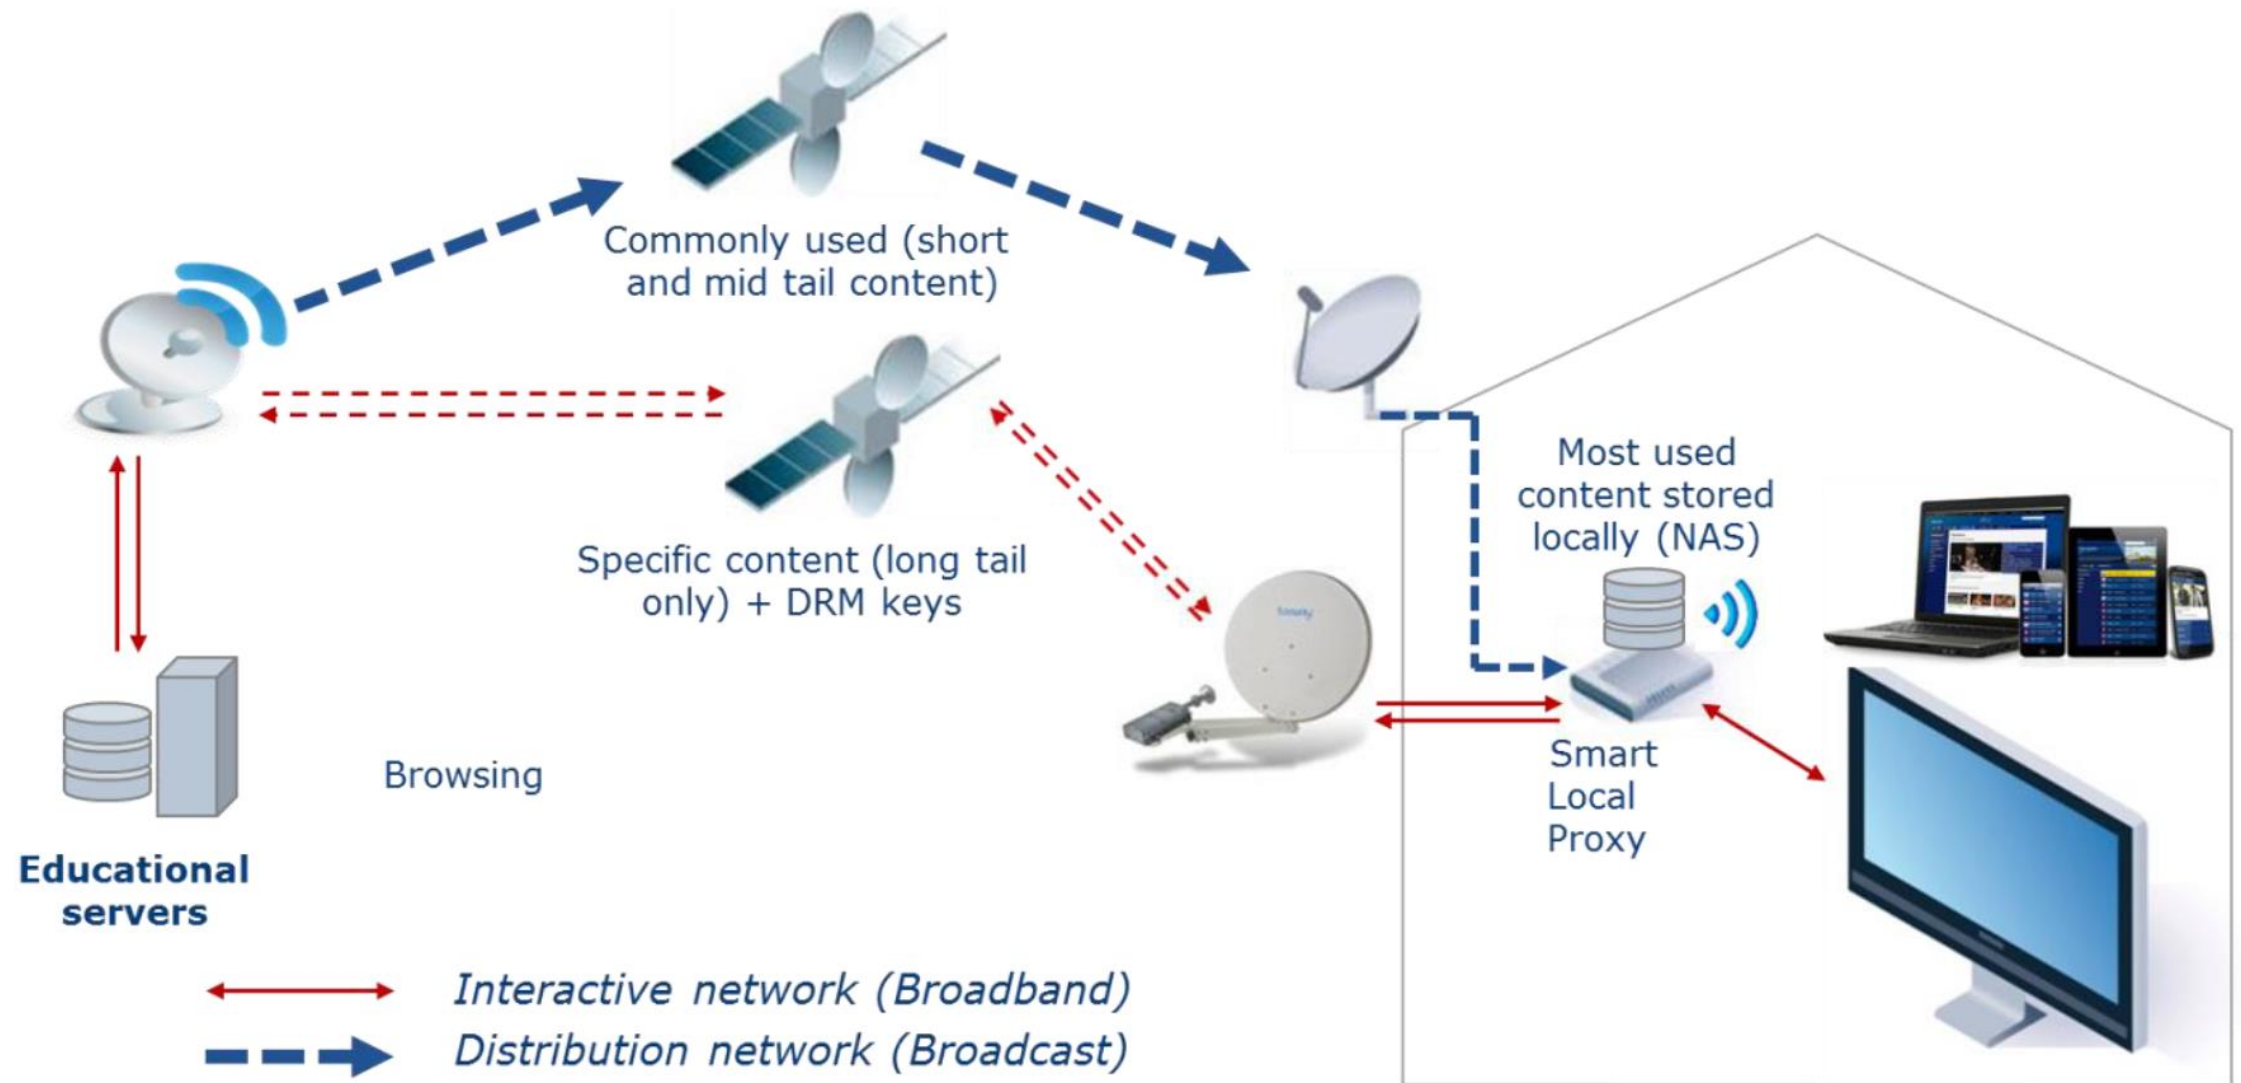 Commonly used (short
and mid tail content)
Most used
content stored
locally (NAS)
Specific content (long tail
only) + DRM keys
Smart
Local
Proxy
Browsing
Educational
servers
Interactive network (Broadband)
Distribution network (Broadcast)